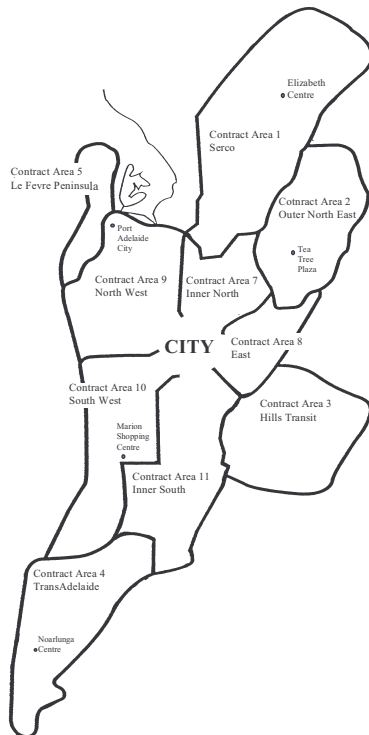 Elizabeth
Centre
Contract Area 1
Serco
Contract Area 5
Le Fevre Peninsula
Contract Area 2
Outer North East
Port
Adelaide
City
Tea
Tree
Plaza
Contract Area 9
North West
Contract Area 7
Inner North
CITY
Contract Area 8
East
Contract Area 10
South West
Contract Area 3
Hills Transit
Marion
Shopping
Centre
Contract Area 11
Inner South
Contract Area 4
TransAdelaide
Noarlunga
Centre